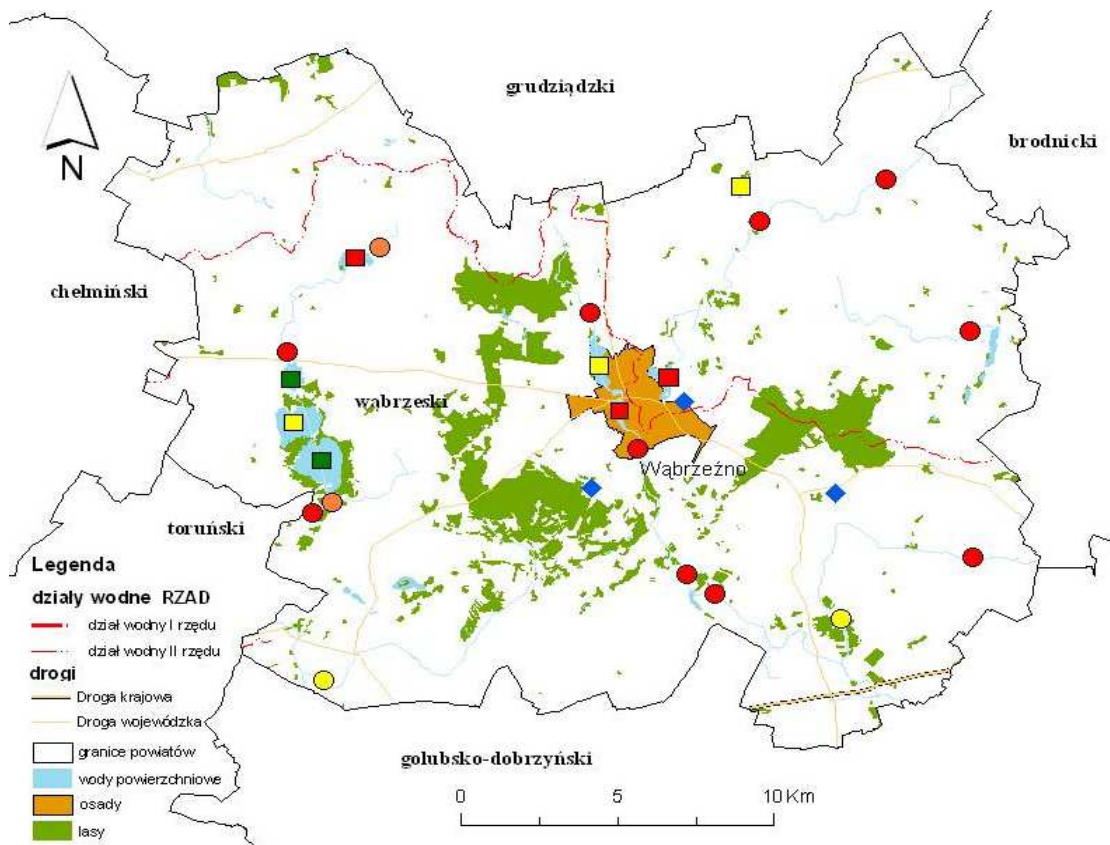 grudziądzki
brodnicki
N
chełmiński
wąbrzeski
Wąbrzeźno
toruński
Legenda
działy wodne RZAD
dział wodny I rzędu
dział wodny II rzędu
drogi
Droga krajowa
Droga wojewódzka
granice powiatów
wody powierzchniowe
osady
lasy
golubsko-dobrzyński
0 5 10 Km